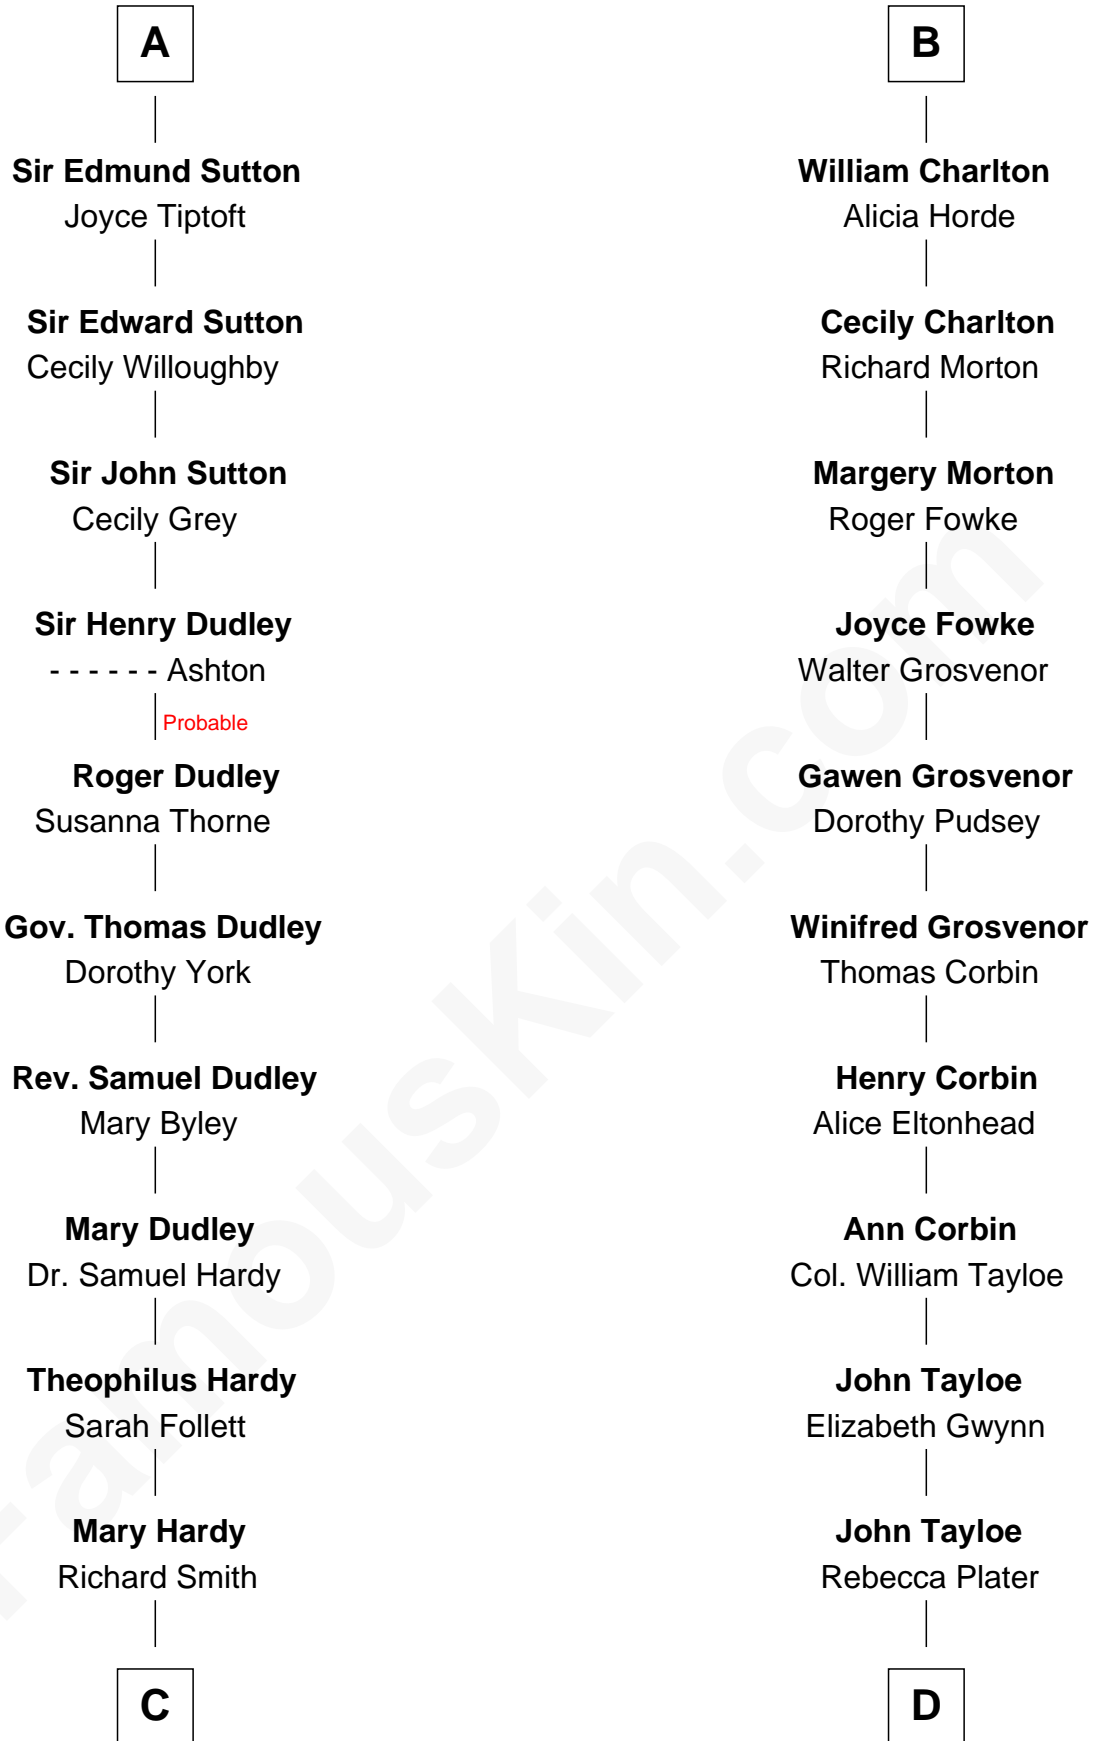 A
Sir Edmund Sutton
Joyce Tiptoft
Sir Edward Sutton
Cecily Willoughby
Sir John Sutton
Cecily Grey
Sir Henry Dudley
- - - - - - Ashton
Probable
Roger Dudley
Susanna Thorne
Gov. Thomas Dudley
Dorothy York
Rev. Samuel Dudley
Mary Byley
Mary Dudley
Dr. Samuel Hardy
Theophilus Hardy
Sarah Follett
Mary Hardy
Richard Smith
C
B
William Charlton
Alicia Horde
Cecily Charlton
Richard Morton
Margery Morton
Roger Fowke
Joyce Fowke
Walter Grosvenor
Gawen Grosvenor
Dorothy Pudsey
Winifred Grosvenor
Thomas Corbin
Henry Corbin
Alice Eltonhead
Ann Corbin
Col. William Tayloe
John Tayloe
Elizabeth Gwynn
John Tayloe
Rebecca Plater
D
FamousKin.com